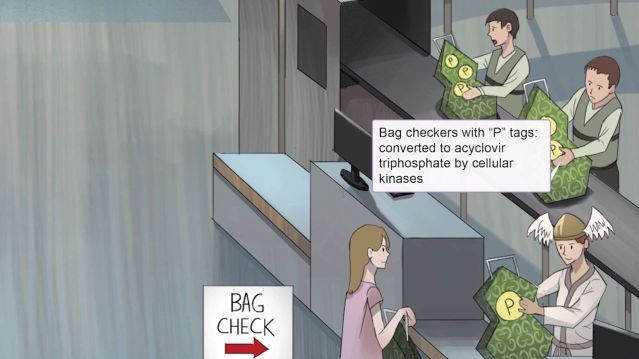 P
P
P
P
Bag checkers with “P” tags:
converted to acyclovir
triphosphate by cellular
kinases
P
BAG
CHECK